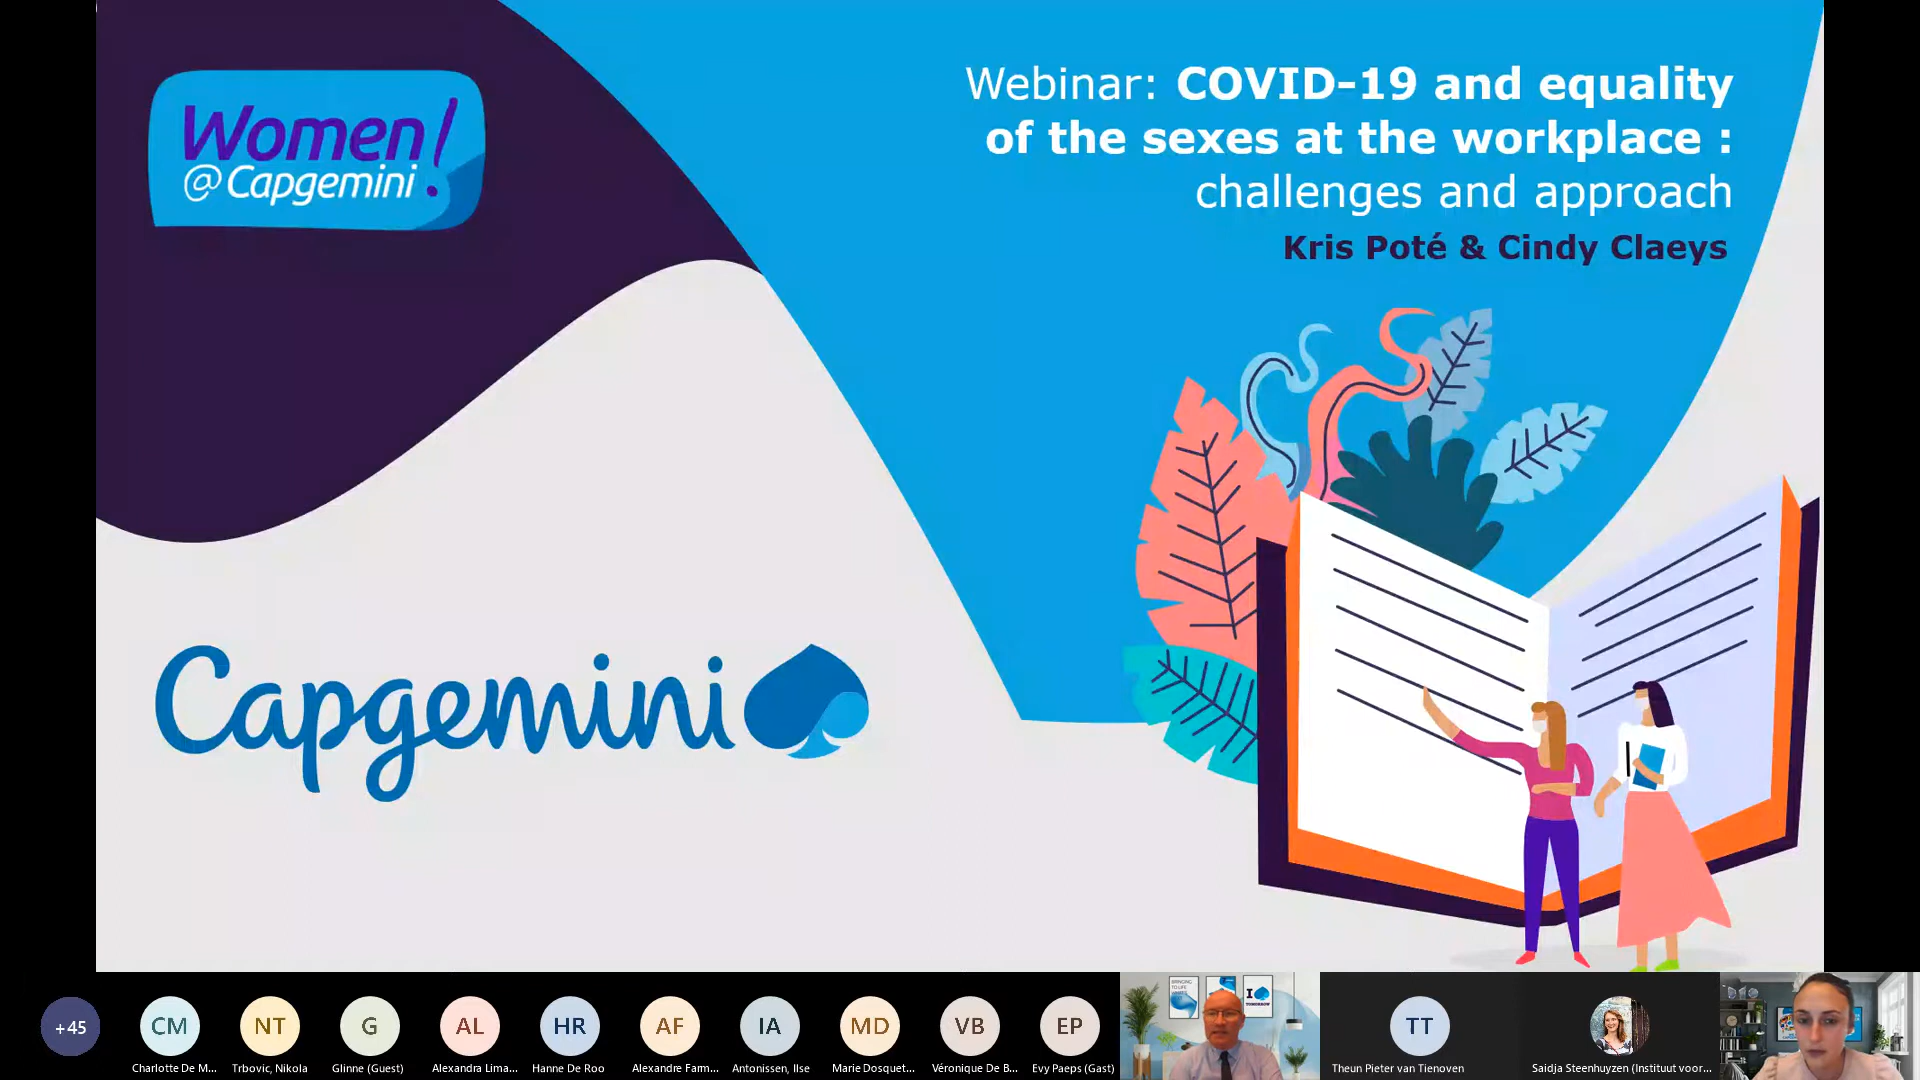 Women!
@Capgemini
Webinar: COVID-19 and equality
of the sexes at the workplace :
challenges and approach
Kris Poté & Cindy Claeys
Capgemini
+45
CM
NT
G
AL
HR
AF
IA
MD
VB
EP
TT
Charlotte De M...
Trbovic, Nikola
Glinne (Guest)
Alexandra Lima...
Hanne De Roo
Alexandre Farm...
Antonissen, Ilse
Marie Dosquet...
Véronique De B...
Evy Paeps (Gast)
Theun Pieter van Tienoven
Saidja Steenhuyzen (Instituut voor...